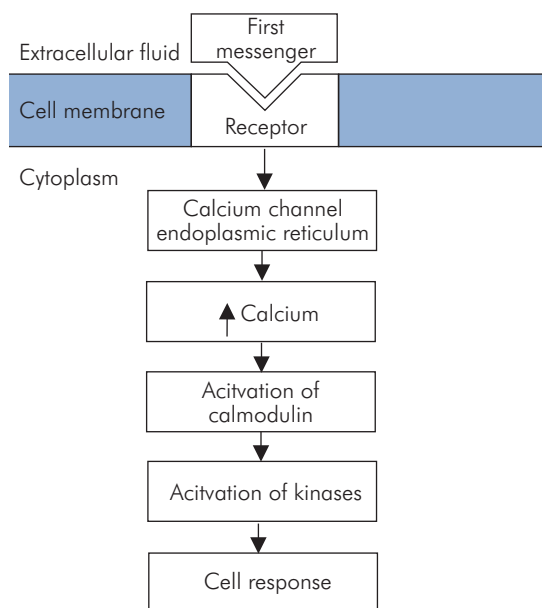 First
messenger
Extracellular fluid
Cell membrane
Receptor
Cytoplasm
Calcium channel
endoplasmic reticulum
Calcium
Acitvation of
calmodulin
Acitvation of kinases
Cell response